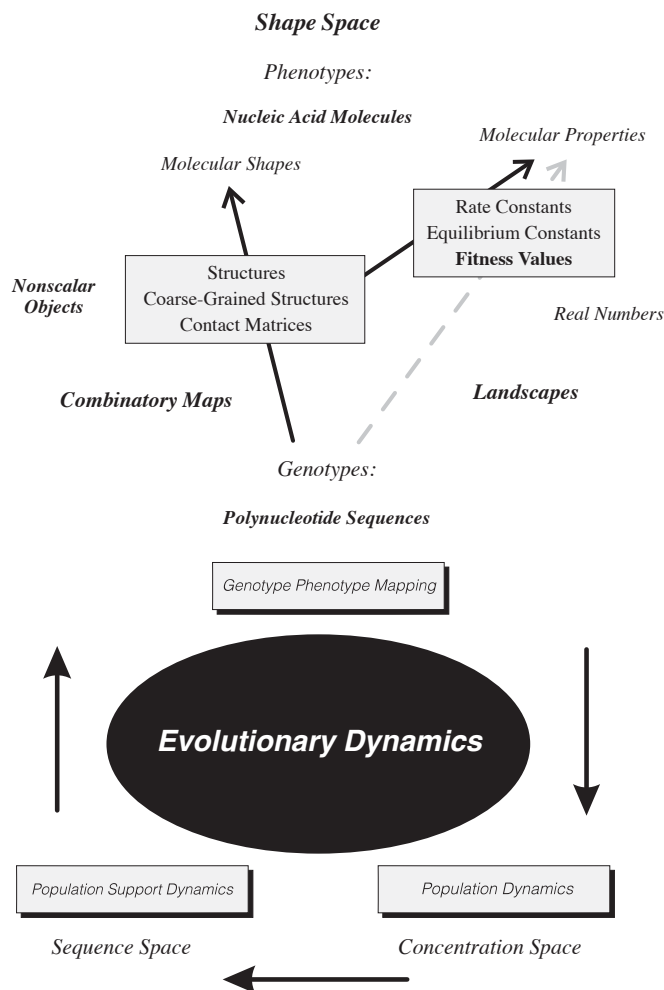 Shape Space
Phenotypes:
Nucleic Acid Molecules
Molecular Properties
Molecular Shapes
Rate Constants
Equilibrium Constants
Fitness Values
Structures
Coarse-Grained Structures
Contact Matrices
Nonscalar
Objects
Real Numbers
Combinatory Maps
Landscapes
Genotypes:
Polynucleotide Sequences
Genotype Phenotype Mapping
Evolutionary Dynamics
Population Support Dynamics
Population Dynamics
Sequence Space
Concentration Space